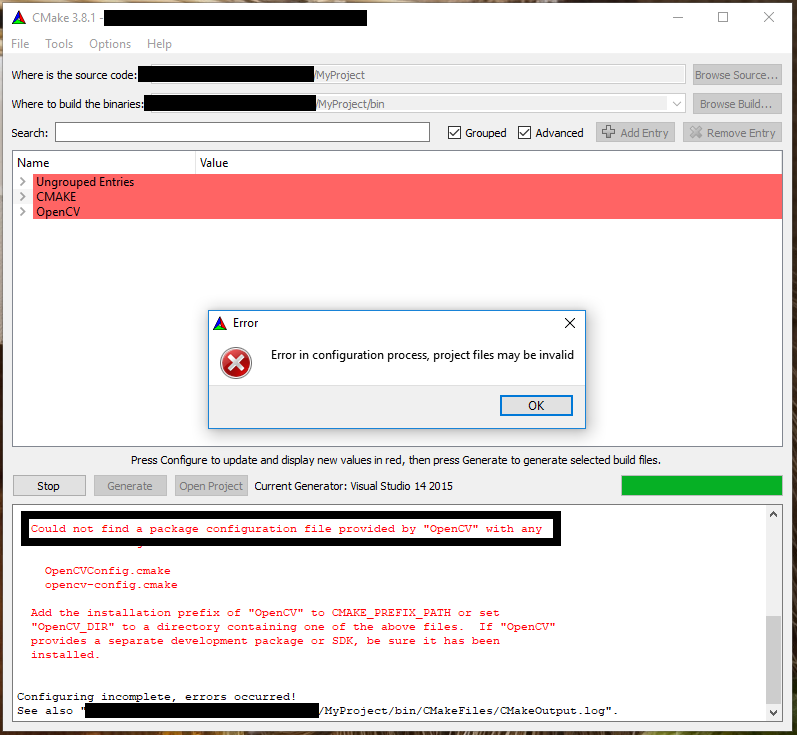 CMake 3.8.1 -
File Tools Options Help
Where is the source code: /MyProject Browse Source...
Where to build the binaries: /MyProject/bin Browse Build...
Search: Grouped Advanced Add Entry Remove Entry
Name Value
Ungrouped Entries
CMAKE
OpenCV
Error
Error in configuration process, project files may be invalid
OK
Press Configure to update and display new values in red, then press Generate to generate selected build files.
Stop Generate Open Project Current Generator: Visual Studio 14 2015
Could not find a package configuration file provided by "OpenCV" with any
OpenCVConfig.cmake
opencv-config.cmake
Add the installation prefix of "OpenCV" to CMAKE_PREFIX_PATH or set
"OpenCV_DIR" to a directory containing one of the above files. If "OpenCV"
provides a separate development package or SDK, be sure it has been
installed.
Configuring incomplete, errors occurred!
See also " /MyProject/bin/CMakeFiles/CMakeOutput.log".